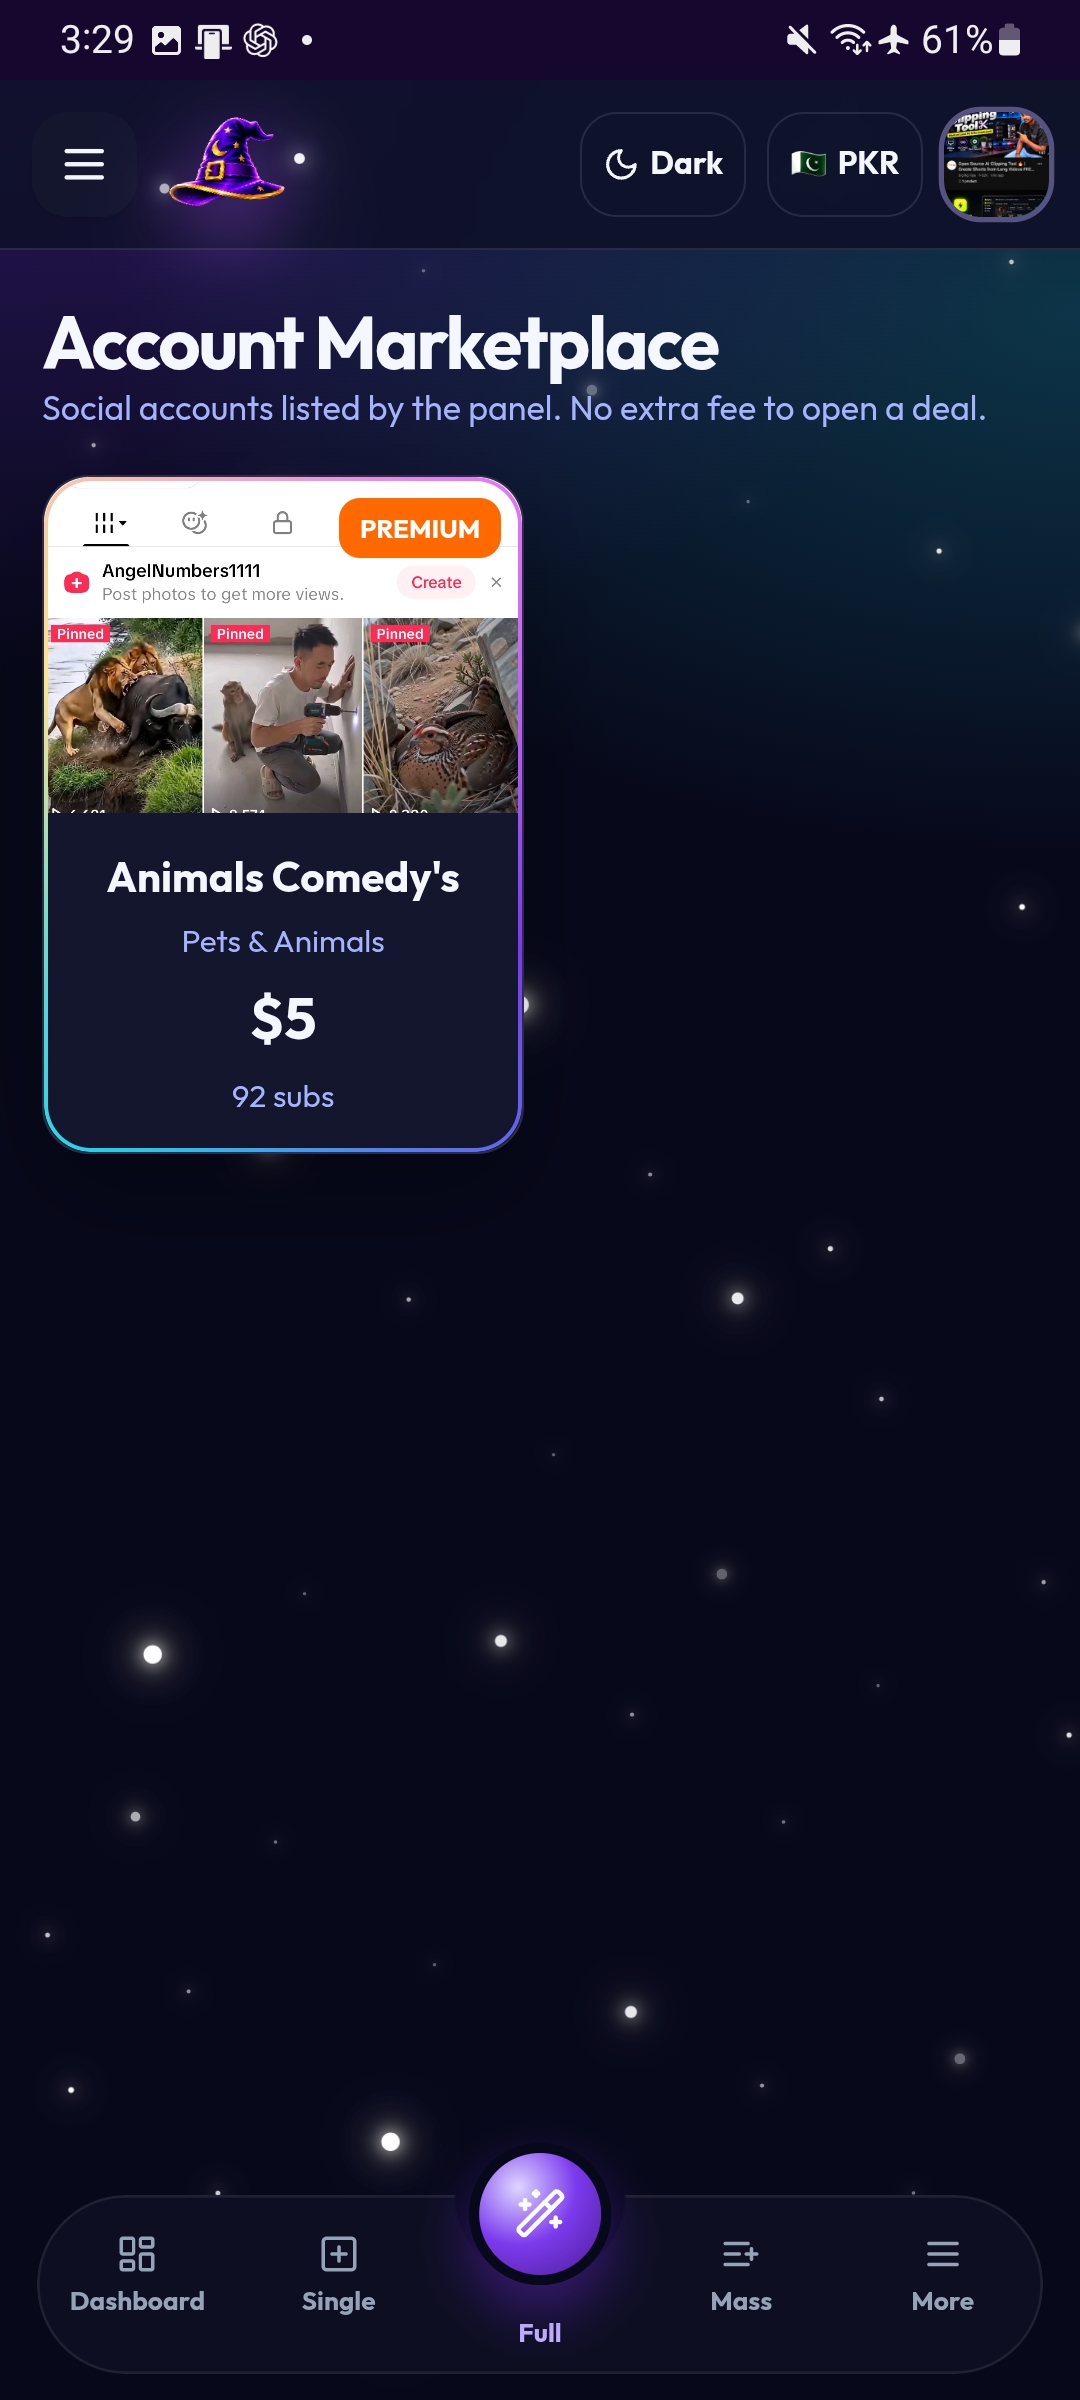 3:29
61%
Dark
PKR
Account Marketplace
Social accounts listed by the panel. No extra fee to open a deal.
PREMIUM
AngelNumbers1111
Post photos to get more views.
Create
Pinned
Pinned
Pinned
Animals Comedy's
Pets & Animals
$5
92 subs
Dashboard
Single
Full
Mass
More